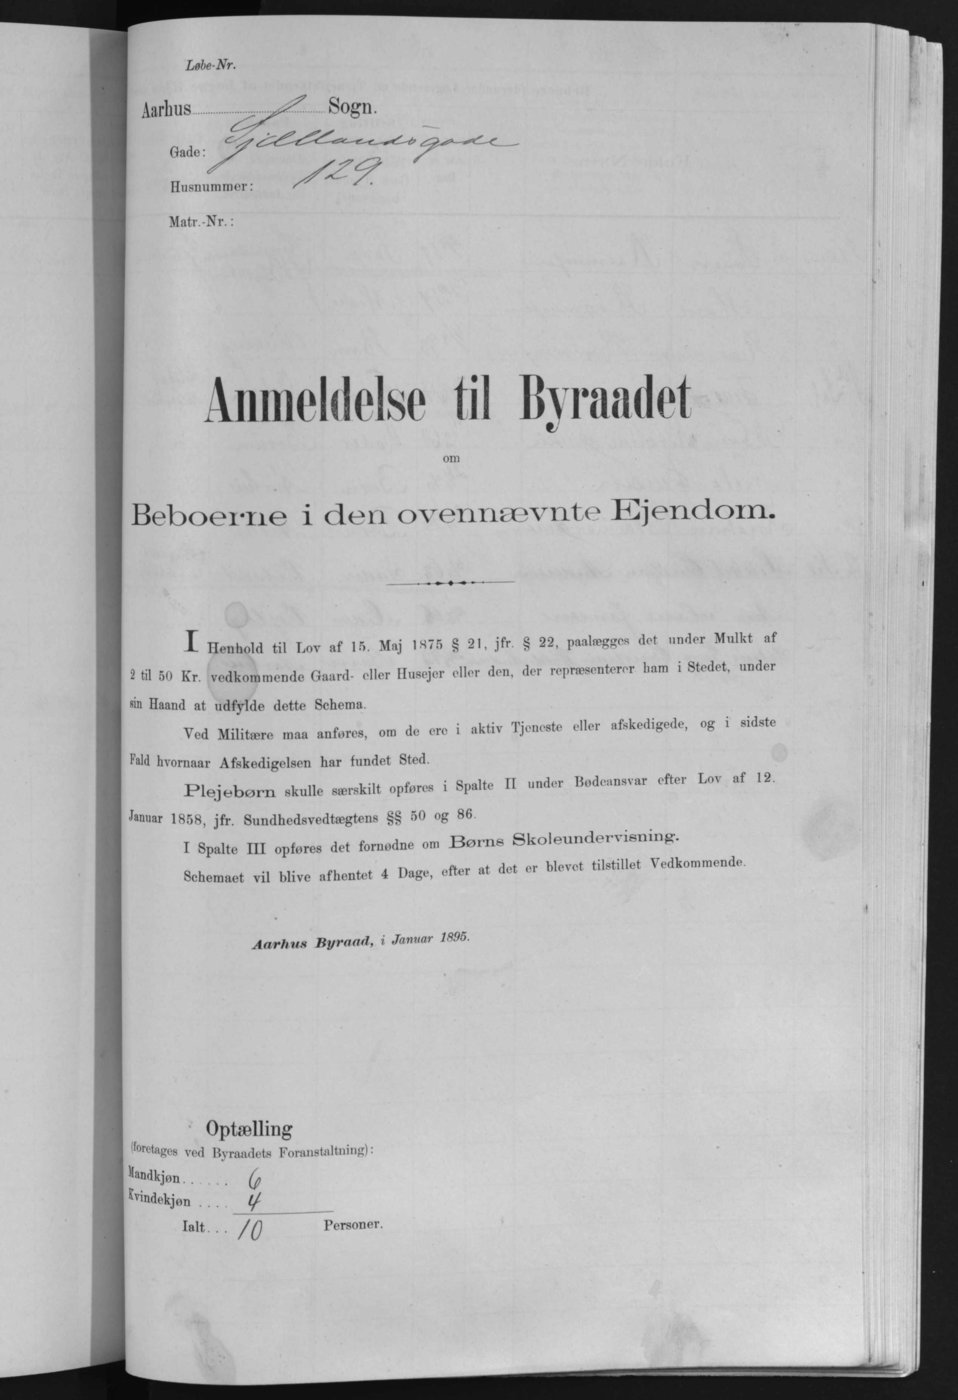 Løbe-Nr.
Aarhus Sogn.
Gade: Sjællandsgade
Husnummer: 129.
Matr.-Nr.:
Anmeldelse til Byraadet
om
Beboerne i den ovennævnte Ejendom.
I Henhold til Lov af 15. Maj 1875 § 21, jfr. § 22, paalægges det under Mulkt af
2 til 50 Kr. vedkommende Gaard- eller Husejer eller den, der repræsenterer ham i Stedet, under
sin Haand at udfylde dette Schema.
Ved Militære maa anføres, om de ere i aktiv Tjeneste eller afskedigede, og i sidste
Fald hvornaar Afskedigelsen har fundet Sted.
Plejebørn skulle særskilt opføres i Spalte II under Bødeansvar efter Lov af 12.
Januar 1858, jfr. Sundhedsvedtægtens §§ 50 og 86.
I Spalte III opføres det fornødne om Børns Skoleundervisning.
Schemaet vil blive afhentet 4 Dage, efter at det er blevet tilstillet Vedkommende.
Aarhus Byraad, i Januar 1895.
Optælling
(foretages ved Byraadets Foranstaltning):
Mandkjøn...... 6
Kvindekjøn .... 4
Ialt... 10 Personer.